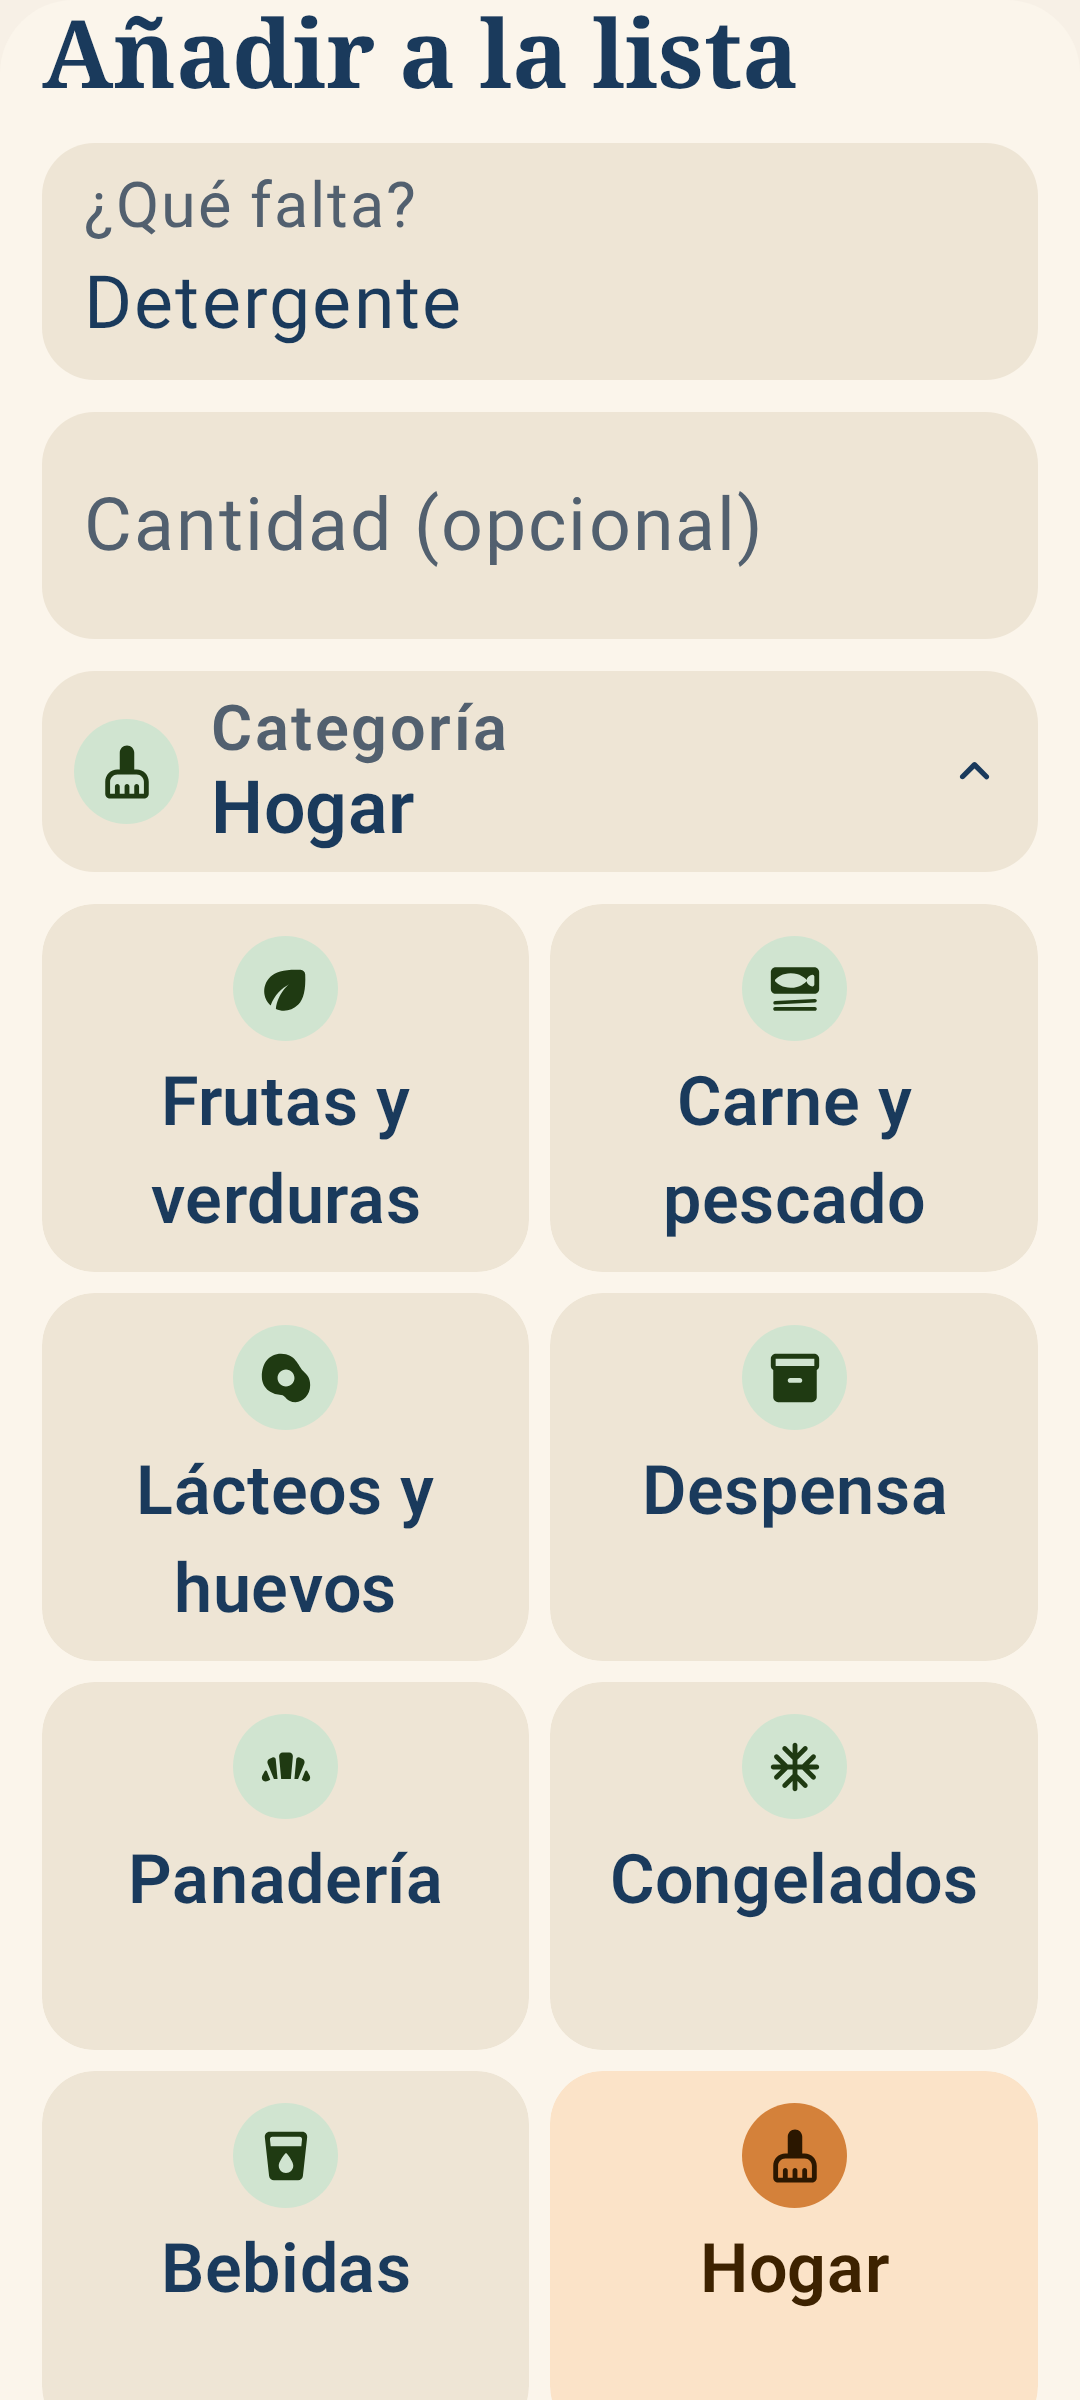 Añadir a la lista
¿Qué falta?
Detergente
Cantidad (opcional)
Categoría
Hogar
Frutas y
verduras
Carne y
pescado
Lácteos y
huevos
Despensa
Panadería
Congelados
Bebidas
Hogar